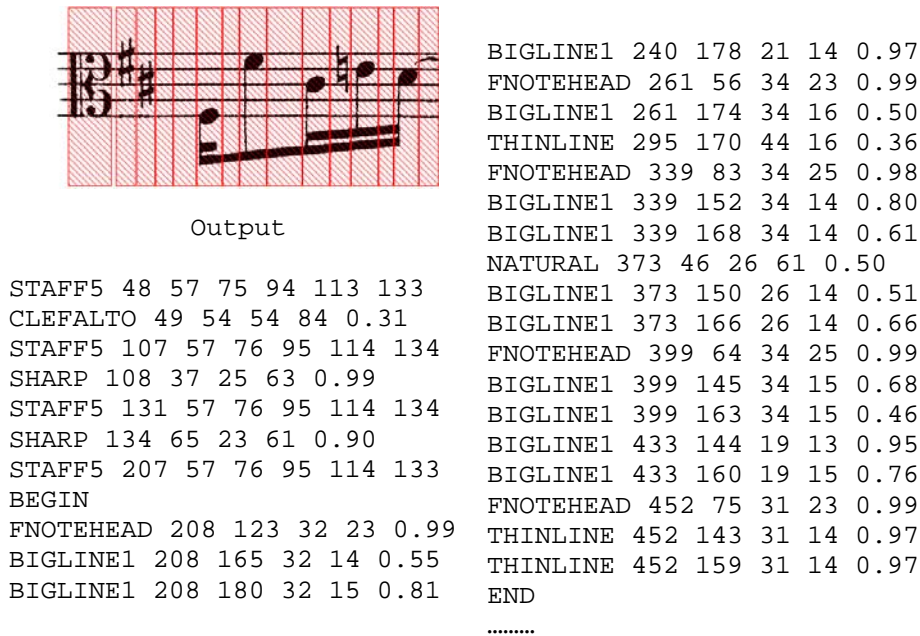 Output
STAFF5 48 57 75 94 113 133
CLEFALTO 49 54 54 84 0.31
STAFF5 107 57 76 95 114 134
SHARP 108 37 25 63 0.99
STAFF5 131 57 76 95 114 134
SHARP 134 65 23 61 0.90
STAFF5 207 57 76 95 114 133
BEGIN
FNOTEHEAD 208 123 32 23 0.99
BIGLINE1 208 165 32 14 0.55
BIGLINE1 208 180 32 15 0.81
BIGLINE1 240 178 21 14 0.97
FNOTEHEAD 261 56 34 23 0.99
BIGLINE1 261 174 34 16 0.50
THINLINE 295 170 44 16 0.36
FNOTEHEAD 339 83 34 25 0.98
BIGLINE1 339 152 34 14 0.80
BIGLINE1 339 168 34 14 0.61
NATURAL 373 46 26 61 0.50
BIGLINE1 373 150 26 14 0.51
BIGLINE1 373 166 26 14 0.66
FNOTEHEAD 399 64 34 25 0.99
BIGLINE1 399 145 34 15 0.68
BIGLINE1 399 163 34 15 0.46
BIGLINE1 433 144 19 13 0.95
BIGLINE1 433 160 19 15 0.76
FNOTEHEAD 452 75 31 23 0.99
THINLINE 452 143 31 14 0.97
THINLINE 452 159 31 14 0.97
END
………